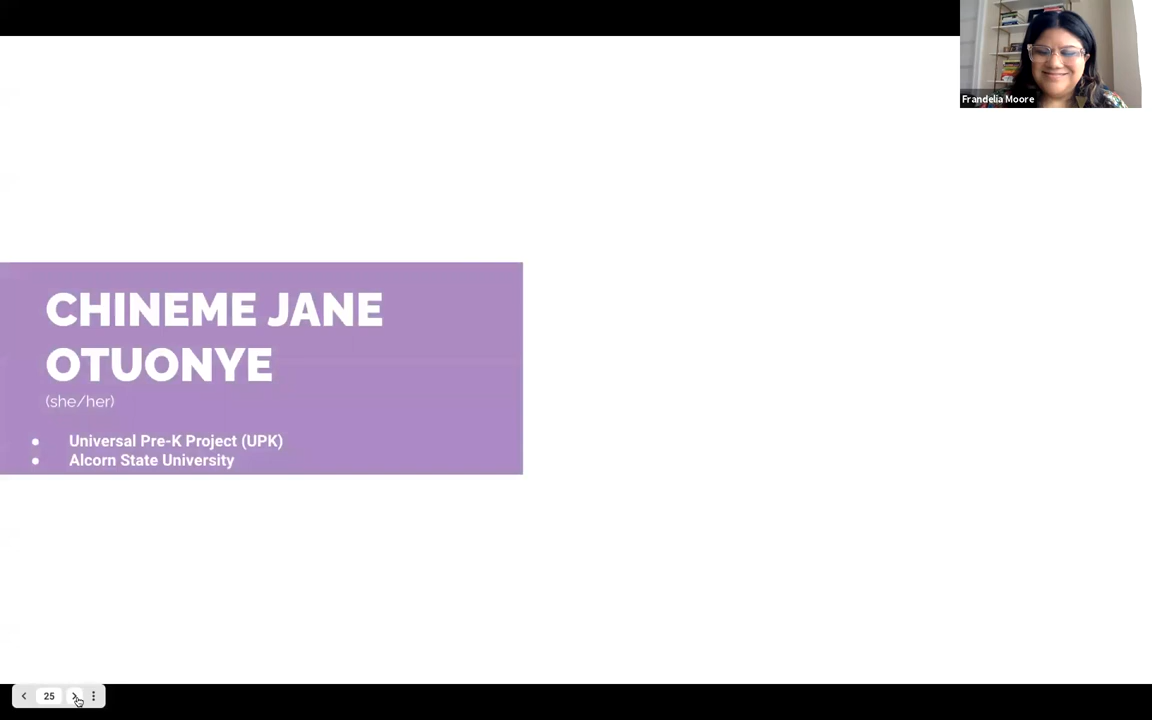 Frandelia Moore
CHINEME JANE
OTUONYE
(she/her)
● Universal Pre-K Project (UPK)
● Alcorn State University
25